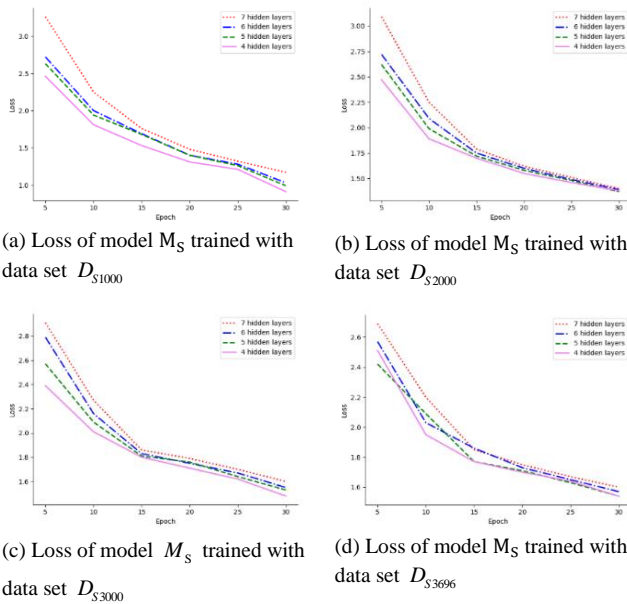 7 hidden layers
6 hidden layers
5 hidden layers
4 hidden layers
3.0
2.5
2.0
1.5
1.0
Loss
5 10 15 20 25 30
Epoch
(a) Loss of model M_S trained with
data set D_S1000
7 hidden layers
6 hidden layers
5 hidden layers
4 hidden layers
3.00
2.75
2.50
2.25
2.00
1.75
1.50
Loss
5 10 15 20 25 30
Epoch
(b) Loss of model M_S trained with
data set D_S2000
7 hidden layers
6 hidden layers
5 hidden layers
4 hidden layers
2.8
2.6
2.4
2.2
2.0
1.8
1.6
Loss
5 10 15 20 25 30
Epoch
(c) Loss of model M_S trained with
data set D_S3000
7 hidden layers
6 hidden layers
5 hidden layers
4 hidden layers
2.6
2.4
2.2
2.0
1.8
1.6
Loss
5 10 15 20 25 30
Epoch
(d) Loss of model M_S trained with
data set D_S3696